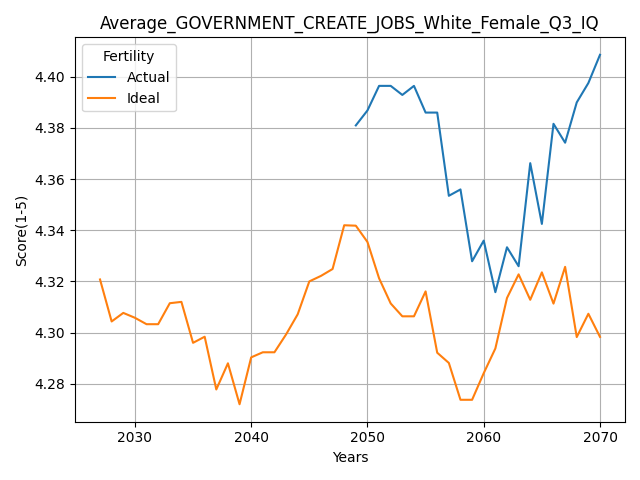 Average_GOVERNMENT_CREATE_JOBS_White_Female_Q3_IQ
Fertility
Actual
Ideal
Score(1-5)
4.40
4.38
4.36
4.34
4.32
4.30
4.28
2030 2040 2050 2060 2070
Years